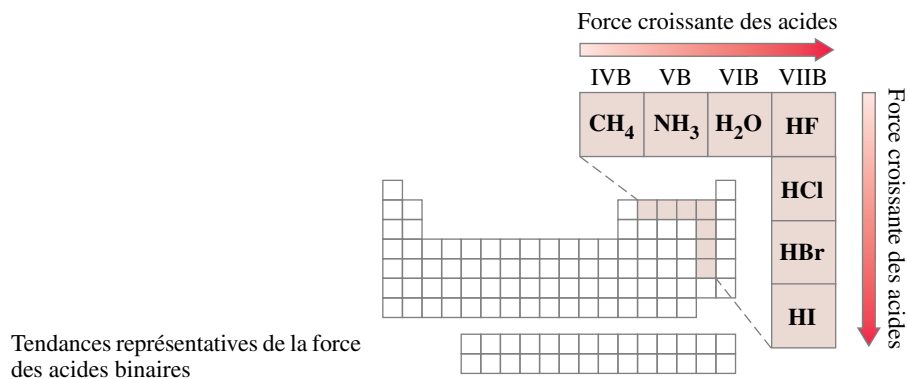 Force croissante des acides
IVB VB VIB VIIB
CH₄ NH₃ H₂O HF
HCl
HBr
HI
Force croissante des acides
Tendances représentatives de la force
des acides binaires